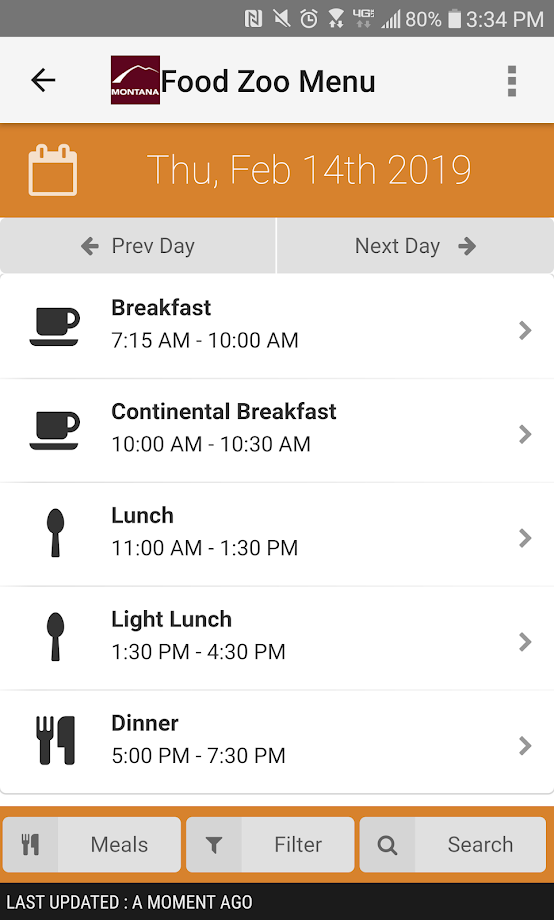 4G 80% 3:34 PM
MONTANA Food Zoo Menu
Thu, Feb 14th 2019
Prev Day Next Day
Breakfast
7:15 AM - 10:00 AM
Continental Breakfast
10:00 AM - 10:30 AM
Lunch
11:00 AM - 1:30 PM
Light Lunch
1:30 PM - 4:30 PM
Dinner
5:00 PM - 7:30 PM
Meals Filter Search
LAST UPDATED : A MOMENT AGO